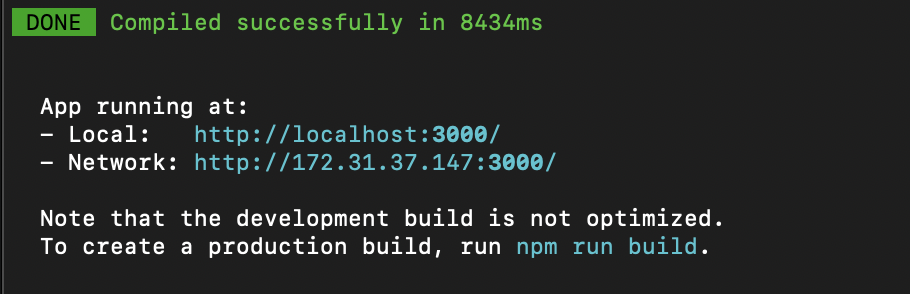 DONE Compiled successfully in 8434ms
App running at:
- Local: http://localhost:3000/
- Network: http://172.31.37.147:3000/
Note that the development build is not optimized.
To create a production build, run npm run build.